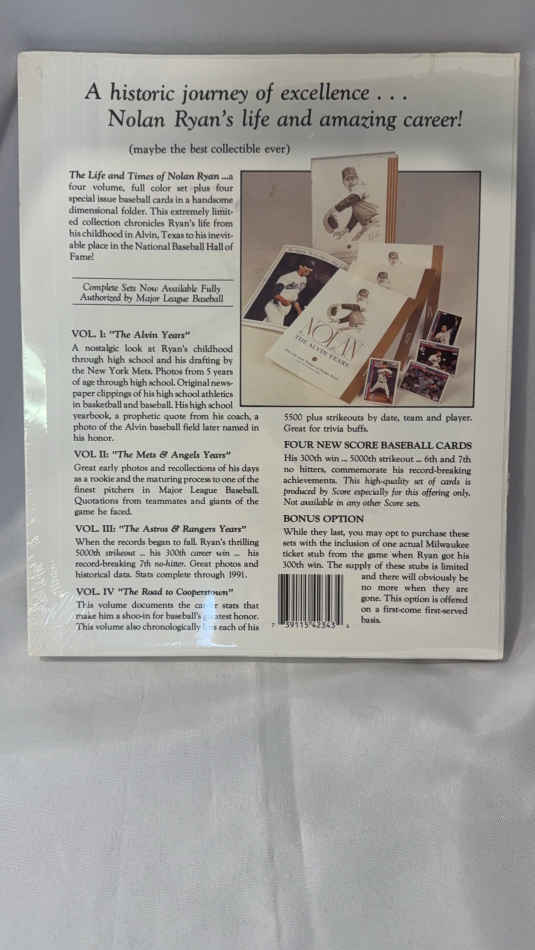 A historic journey of excellence . . .
Nolan Ryan's life and amazing career!
(maybe the best collectible ever)
The Life and Times of Nolan Ryan ...a
four volume, full color set plus four
special issue baseball cards in a handsome
dimensional folder. This extremely limit-
ed collection chronicles Ryan's life from
his childhood in Alvin, Texas to his inevit-
able place in the National Baseball Hall of
Fame!
Complete Sets Now Available Fully
Authorized by Major League Baseball
VOL. I: "The Alvin Years"
A nostalgic look at Ryan's childhood
through high school and his drafting by
the New York Mets. Photos from 5 years
of age through high school. Original news-
paper clippings of his high school athletics
in basketball and baseball. His high school
yearbook, a prophetic quote from his coach, a
photo of the Alvin baseball field later named in
his honor.
VOL II: "The Mets & Angels Years"
Great early photos and recollections of his days
as a rookie and the maturing process to one of the
finest pitchers in Major League Baseball.
Quotations from teammates and giants of the
game he faced.
VOL. III: "The Astros & Rangers Years"
When the records began to fall. Ryan's thrilling
5000th strikeout ... his 300th career win ... his
record-breaking 7th no-hitter. Great photos and
historical data. Stats complete through 1991.
VOL. IV "The Road to Cooperstown"
This volume documents the career stats that
make him a shoo-in for baseball's greatest honor.
This volume also chronologically lists each of his
NOLAN
THE ALVIN YEARS
5500 plus strikeouts by date, team and player.
Great for trivia buffs.
FOUR NEW SCORE BASEBALL CARDS
His 300th win ... 5000th strikeout ... 6th and 7th
no hitters, commemorate his record-breaking
achievements. This high-quality set of cards is
produced by Score especially for this offering only.
Not available in any other Score sets.
BONUS OPTION
While they last, you may opt to purchase these
sets with the inclusion of one actual Milwaukee
ticket stub from the game when Ryan got his
300th win. The supply of these stubs is limited
and there will obviously be
no more when they are
gone. This option is offered
on a first-come first-served
basis.
7 39115 42343 4